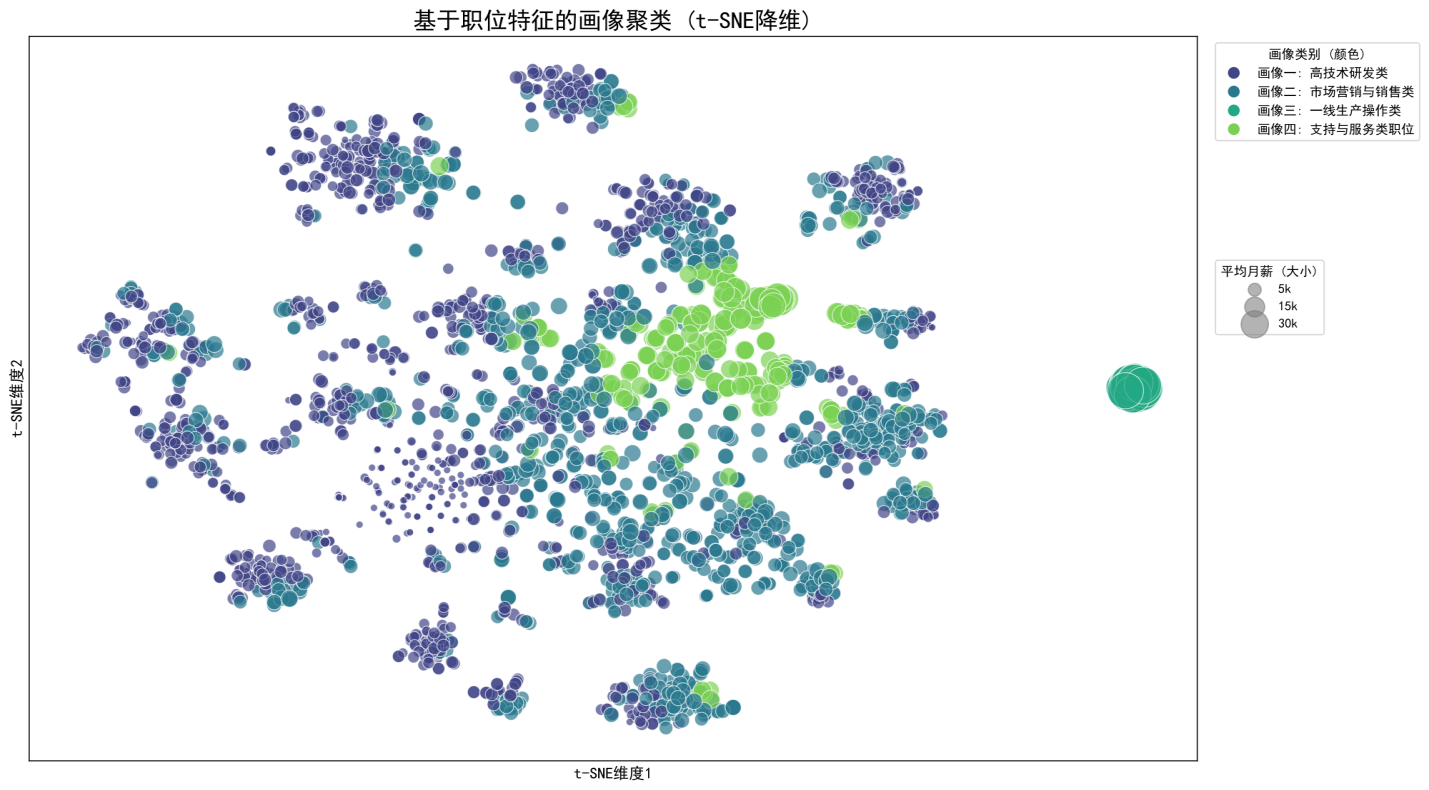 基于职位特征的画像聚类 (t-SNE降维)
画像类别 (颜色)
画像一: 高技术研发类
画像二: 市场营销与销售类
画像三: 一线生产操作类
画像四: 支持与服务类职位
平均月薪 (大小)
5k
15k
30k
t-SNE维度2
t-SNE维度1